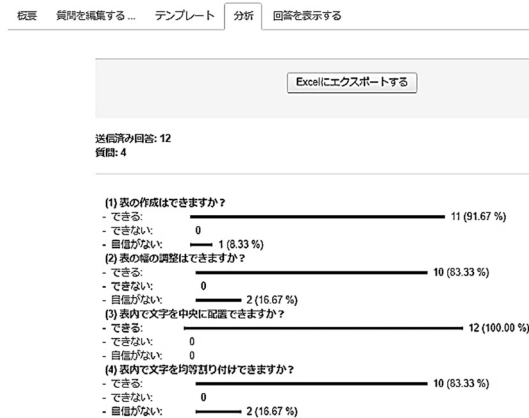 概要 質問を編集する ... テンプレート 分析 回答を表示する
Excelにエクスポートする
送信済み回答: 12
質問: 4
(1) 表の作成はできますか？
- できる: 11 (91.67 %)
- できない: 0
- 自信がない: 1 (8.33 %)
(2) 表の幅の調整はできますか？
- できる: 10 (83.33 %)
- できない: 0
- 自信がない: 2 (16.67 %)
(3) 表内で文字を中央に配置できますか？
- できる: 12 (100.00 %)
- できない: 0
- 自信がない: 0
(4) 表内で文字を均等割り付けできますか？
- できる: 10 (83.33 %)
- できない: 0
- 自信がない: 2 (16.67 %)